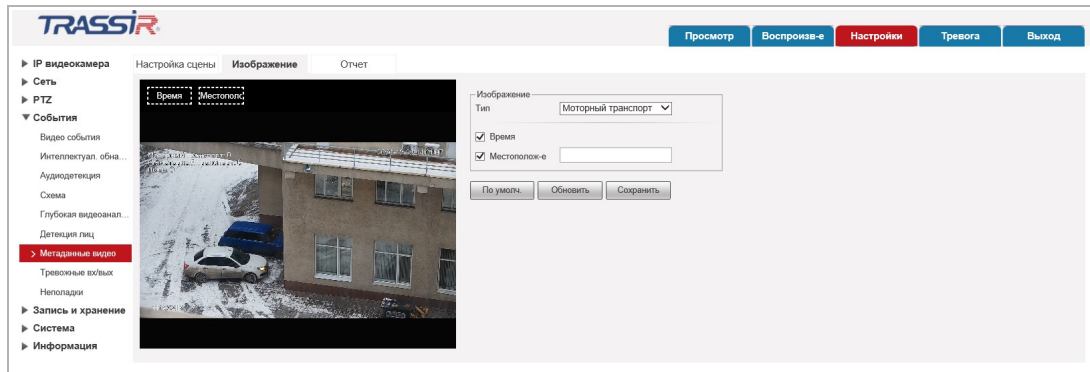 TRASSIR
Просмотр Воспроизв-е Настройки Тревога Выход
IP видеокамера
Сеть
PTZ
События
Видео события
Интеллектуал. обна...
Аудиодетекция
Схема
Глубокая видеоанал...
Детекция лиц
Метаданные видео
Тревожные вх/вых
Неполадки
Запись и хранение
Система
Информация
Настройка сцены Изображение Отчет
Время Местополо
Изображение
Тип Моторный транспорт
Время
Местополож-е
По умолч. Обновить Сохранить